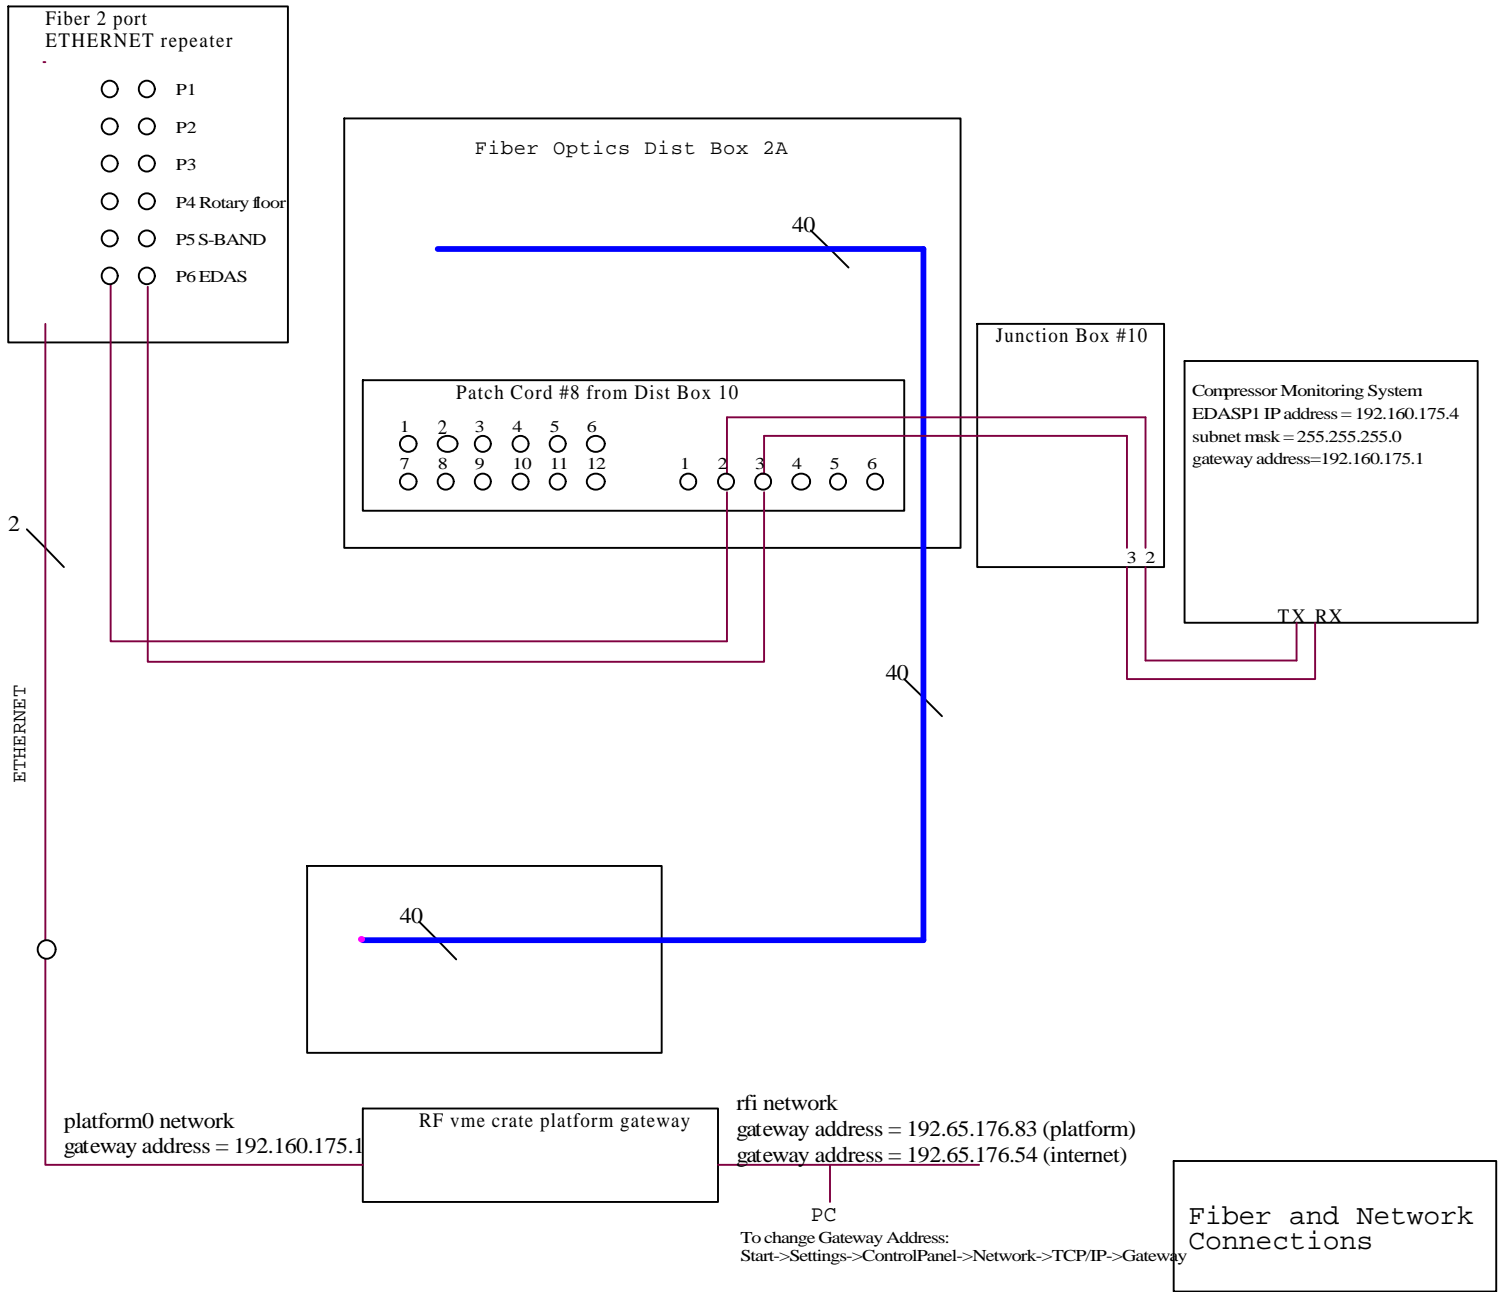 Fiber 2 port
ETHERNET repeater
P1
P2
P3
P4 Rotary floor
P5 S-BAND
P6 EDAS
Fiber Optics Dist Box 2A
40
Patch Cord #8 from Dist Box 10
1 2 3 4 5 6
7 8 9 10 11 12
1 2 3 4 5 6
Junction Box #10
3 2
Compressor Monitoring System
EDASP1 IP address = 192.160.175.4
subnet mask = 255.255.255.0
gateway address=192.160.175.1
TX RX
2
ETHERNET
40
40
platform0 network
gateway address = 192.160.175.1
RF vme crate platform gateway
rfi network
gateway address = 192.65.176.83 (platform)
gateway address = 192.65.176.54 (internet)
PC
To change Gateway Address:
Start->Settings->ControlPanel->Network->TCP/IP->Gateway
Fiber and Network
Connections